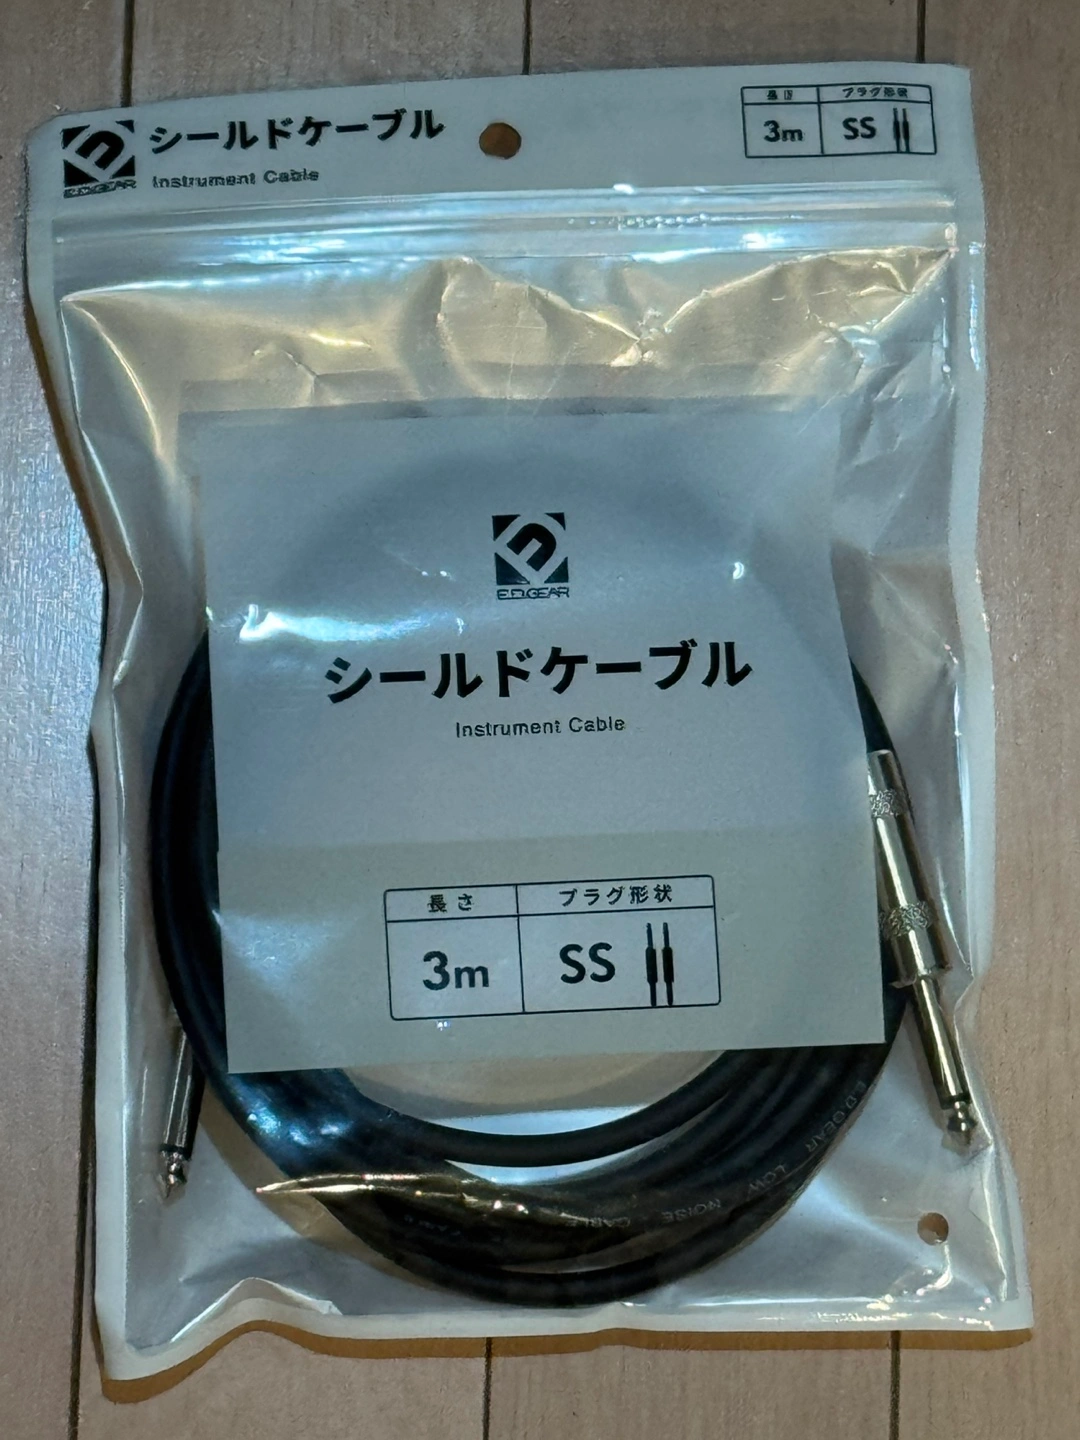 シールドケーブル
Instrument Cable
E.D.GEAR
長さ
プラグ形状
3m
SS
E.D.GEAR
シールドケーブル
Instrument Cable
長さ
プラグ形状
3m
SS
E.D.GEAR LOW NOISE CABLE